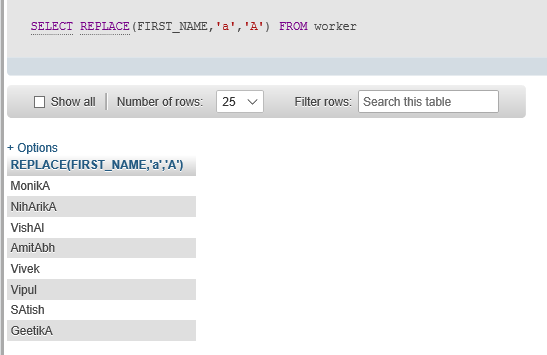 SELECT REPLACE(FIRST_NAME,'a','A') FROM worker
Show all Number of rows: 25 Filter rows: Search this table
+ Options
REPLACE(FIRST_NAME,'a','A')
MonikA
NihArikA
VishAl
AmitAbh
Vivek
Vipul
SAtish
GeetikA